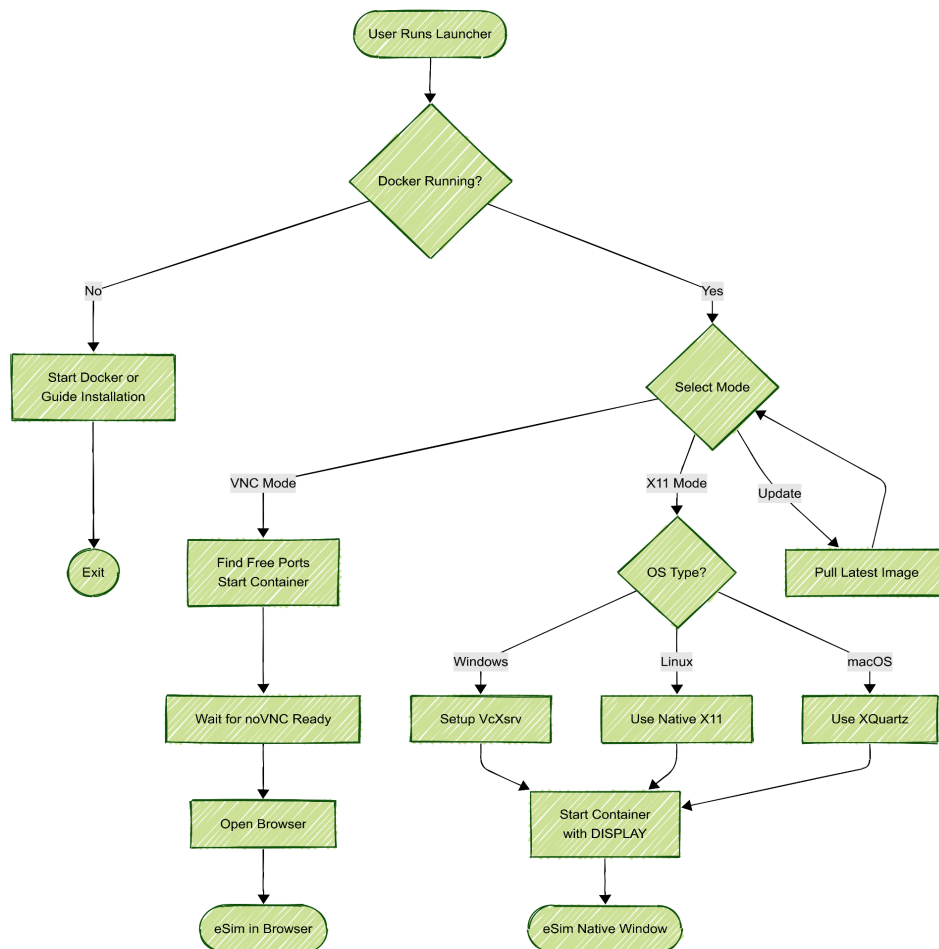 User Runs Launcher
Docker Running?
No
Yes
Start Docker or
Guide Installation
Select Mode
VNC Mode
X11 Mode
Update
Find Free Ports
Start Container
Exit
OS Type?
Pull Latest Image
Windows
Linux
macOS
Wait for noVNC Ready
Setup VcXsrv
Use Native X11
Use XQuartz
Open Browser
Start Container
with DISPLAY
eSim in Browser
eSim Native Window